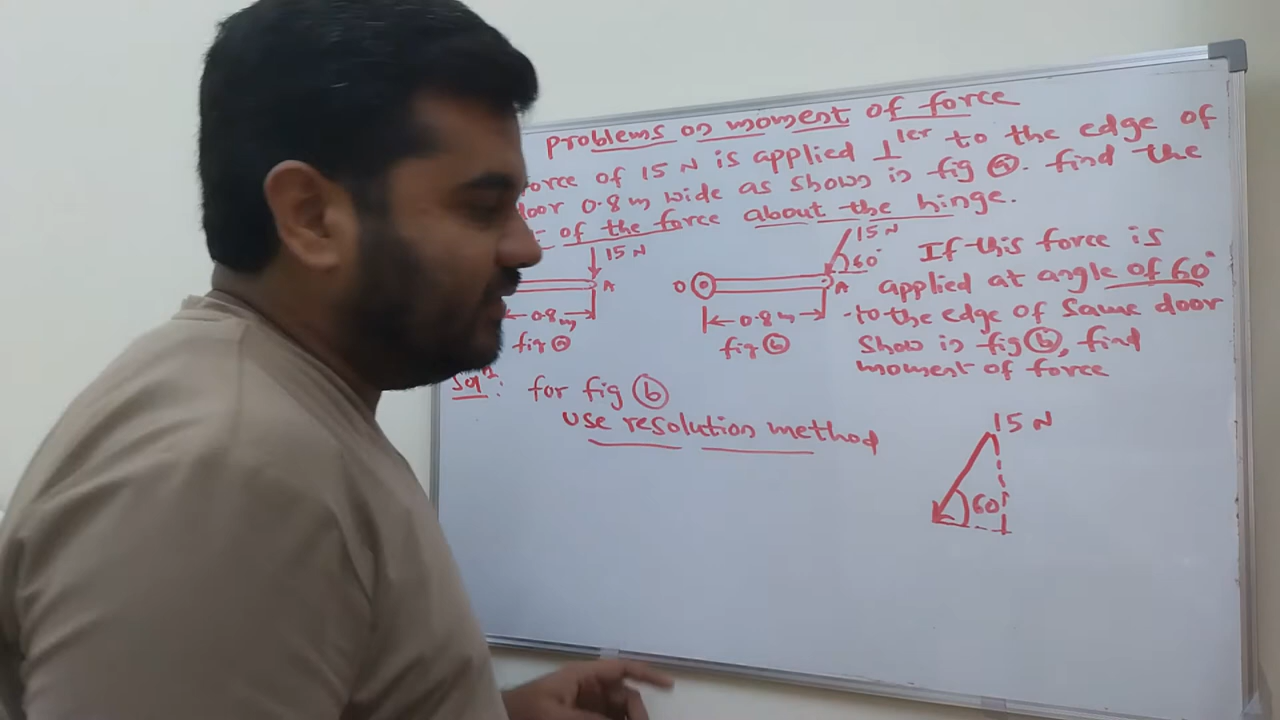 problems on moment of force
orce of 15 N is applied ⊥ler to the edge of
oor 0.8 m wide as shown in fig ⓐ. find the
of the force about the hinge.
15 N
A
0.8 m
fig ⓐ
15 N
60°
O
A
0.8 m
fig ⓑ
If this force is
applied at angle of 60°
to the edge of same door
show in fig ⓑ, find
moment of force
Solⁿ: for fig ⓑ
use resolution method
15 N
60°